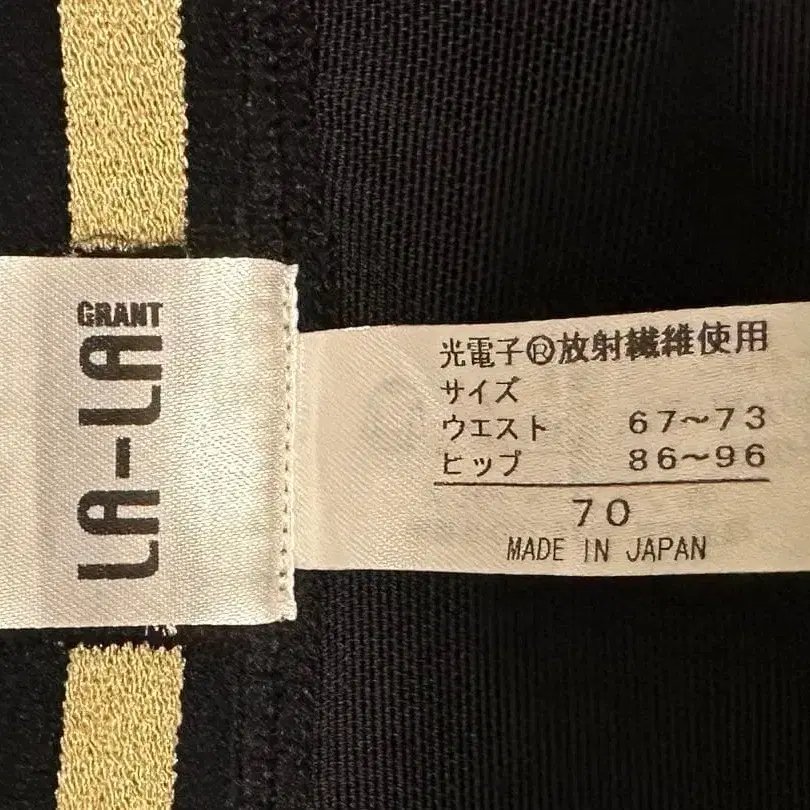 GRANT
LA-LA
光電子®放射繊維使用
サイズ
ウエスト 67〜73
ヒップ 86〜96
70
MADE IN JAPAN